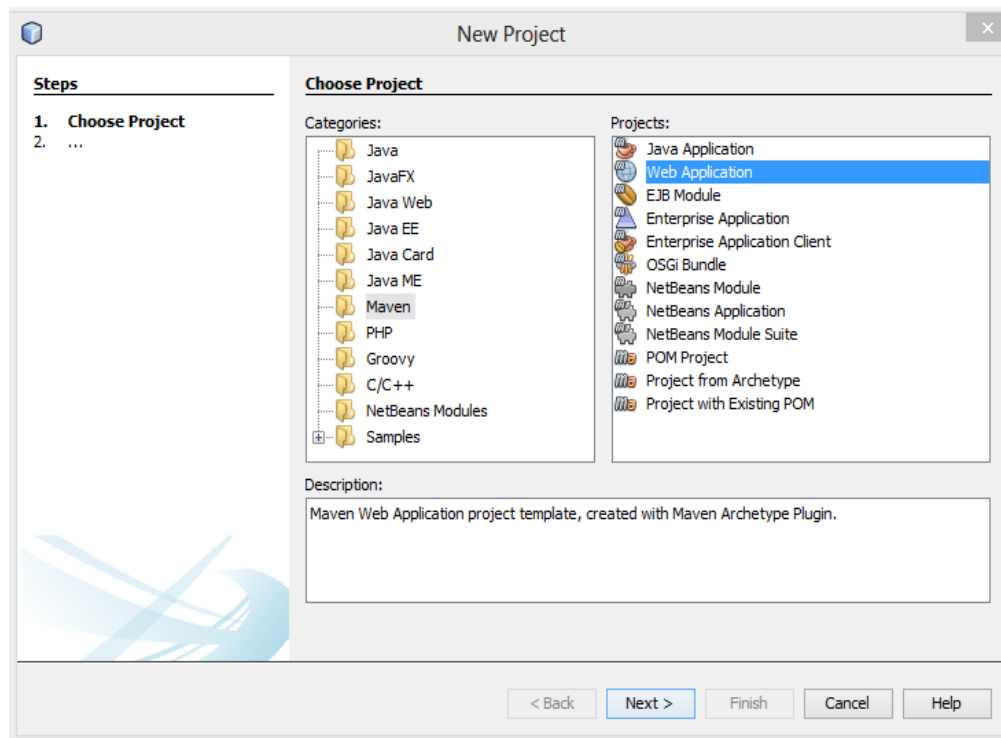 New Project
Steps
1. Choose Project
2. ...
Choose Project
Categories:
Java
JavaFX
Java Web
Java EE
Java Card
Java ME
Maven
PHP
Groovy
C/C++
NetBeans Modules
Samples
Projects:
Java Application
Web Application
EJB Module
Enterprise Application
Enterprise Application Client
OSGi Bundle
NetBeans Module
NetBeans Application
NetBeans Module Suite
POM Project
Project from Archetype
Project with Existing POM
Description:
Maven Web Application project template, created with Maven Archetype Plugin.
< Back Next > Finish Cancel Help